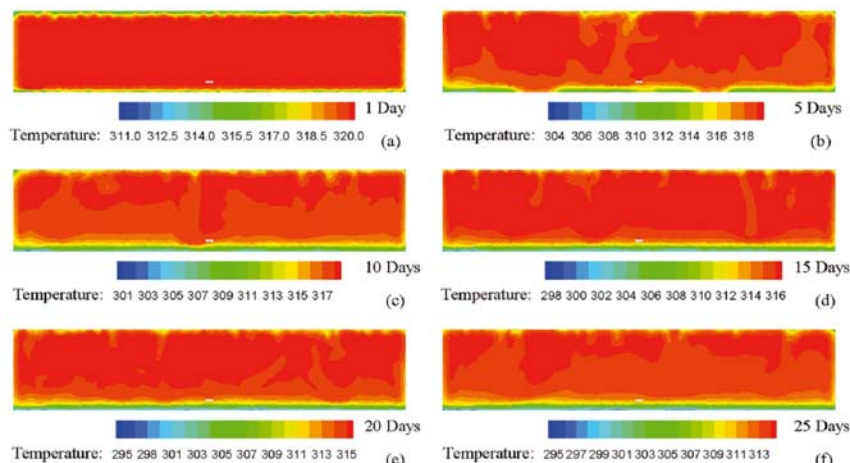 1 Day
Temperature: 311.0 312.5 314.0 315.5 317.0 318.5 320.0 (a)
5 Days
Temperature: 304 306 308 310 312 314 316 318 (b)
10 Days
Temperature: 301 303 305 307 309 311 313 315 317 (c)
15 Days
Temperature: 298 300 302 304 306 308 310 312 314 316 (d)
20 Days
Temperature: 295 298 301 303 305 307 309 311 313 315 (e)
25 Days
Temperature: 295 297 299 301 303 305 307 309 311 313 (f)